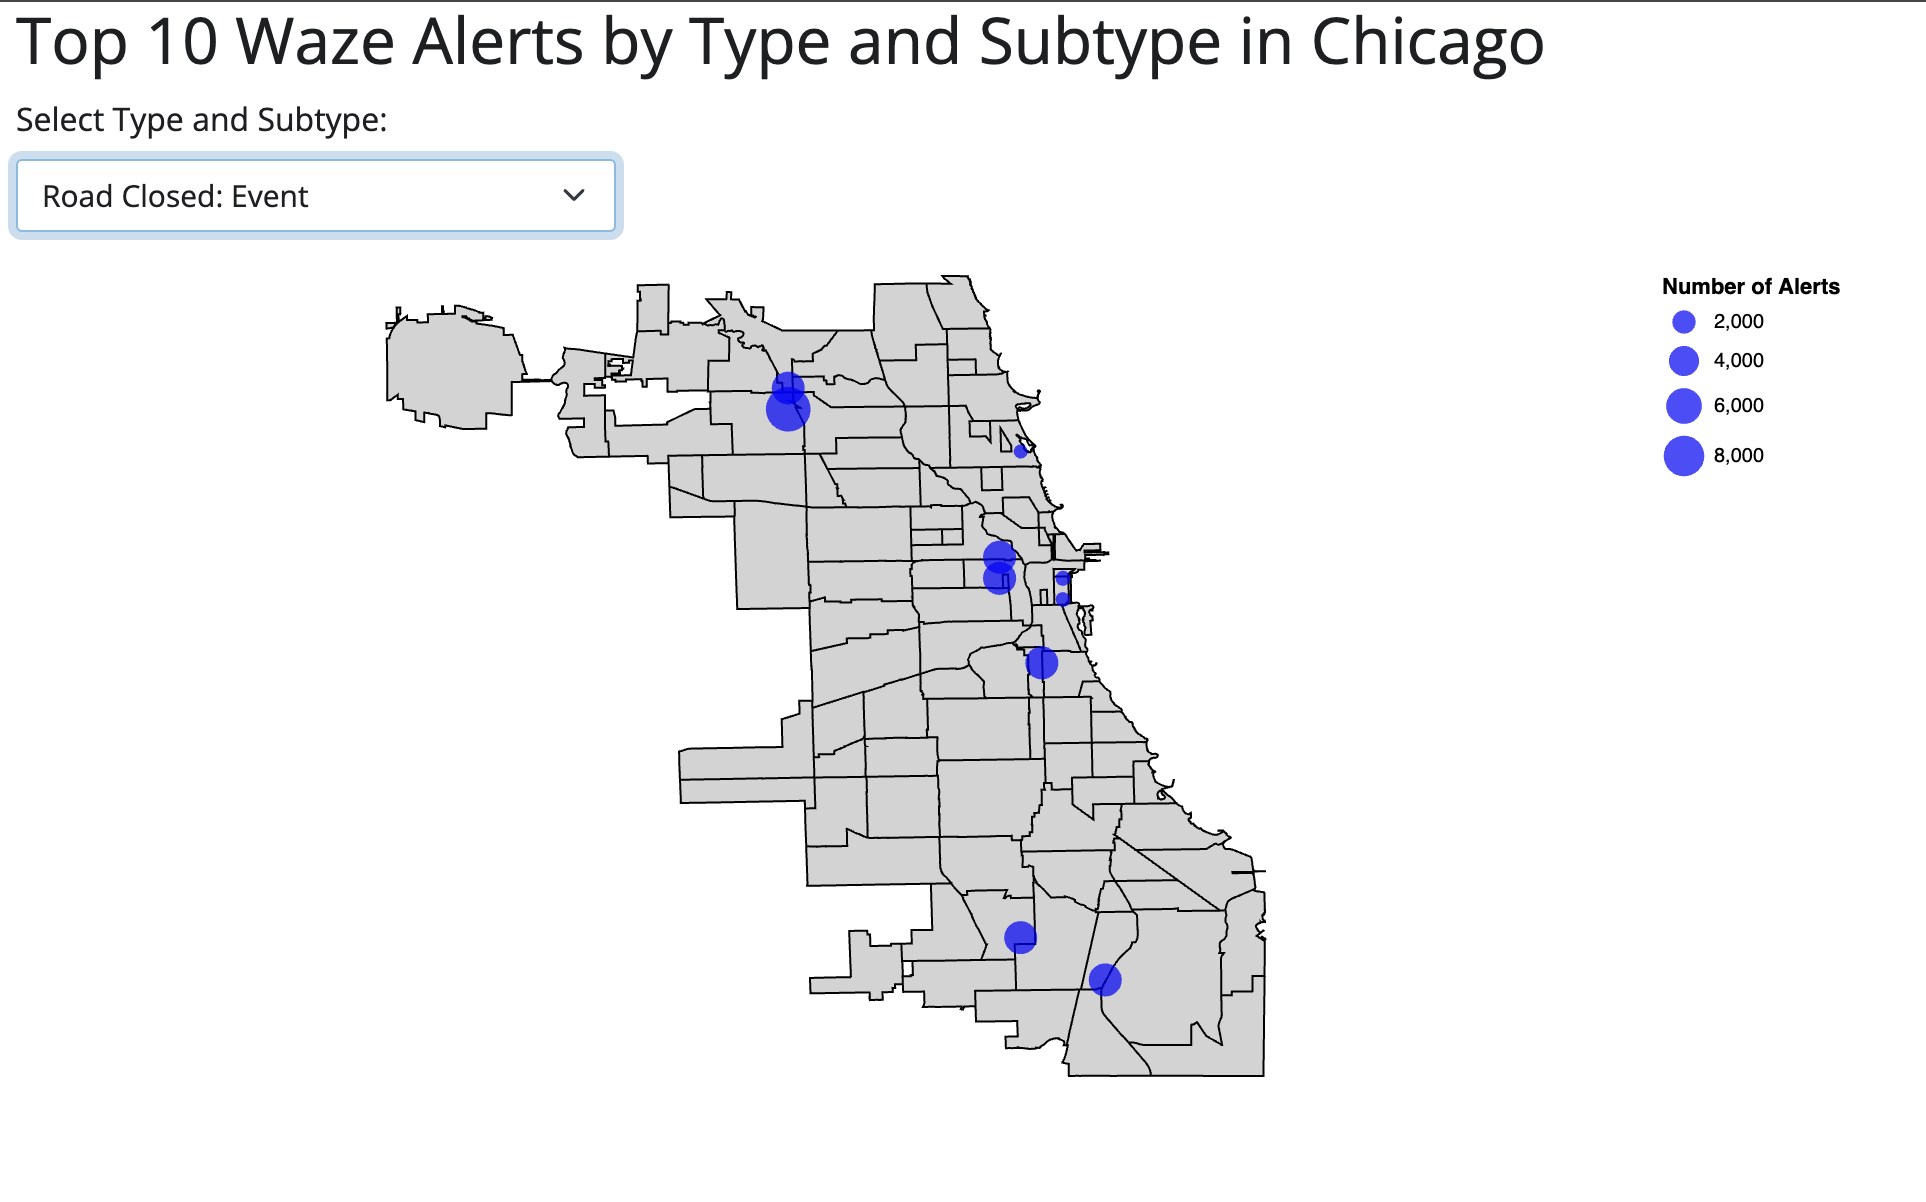 Top 10 Waze Alerts by Type and Subtype in Chicago
Select Type and Subtype:
Road Closed: Event
Number of Alerts
2,000
4,000
6,000
8,000